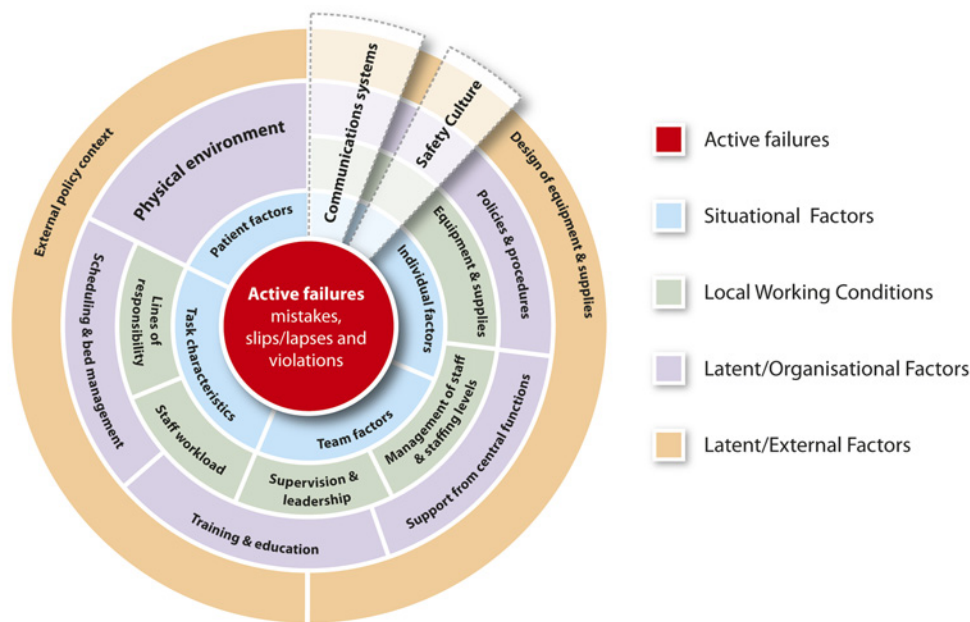 External policy context
Physical environment
Communications systems
Safety Culture
Design of equipment & supplies
Policies & procedures
Equipment & supplies
Individual factors
Patient factors
Active failures
mistakes,
slips/lapses and
violations
Task characteristics
Lines of
responsibility
Scheduling & bed management
Staff workload
Team factors
Supervision &
leadership
Management of staff
& staffing levels
Support from central functions
Training & education
Active failures
Situational Factors
Local Working Conditions
Latent/Organisational Factors
Latent/External Factors